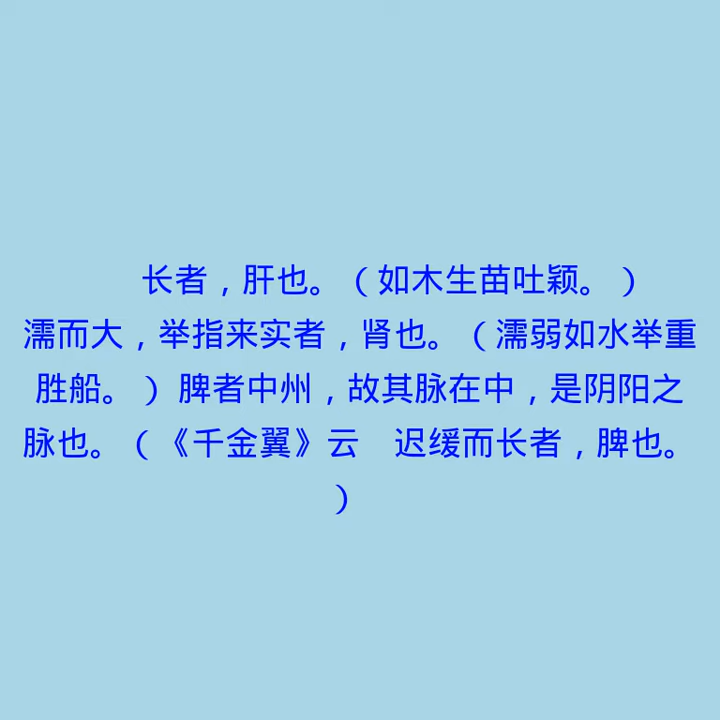 长者，肝也。（如木生苗吐颖。）
濡而大，举指来实者，肾也。（濡弱如水举重
胜船。） 脾者中州，故其脉在中，是阴阳之
脉也。（《千金翼》云　迟缓而长者，脾也。
）